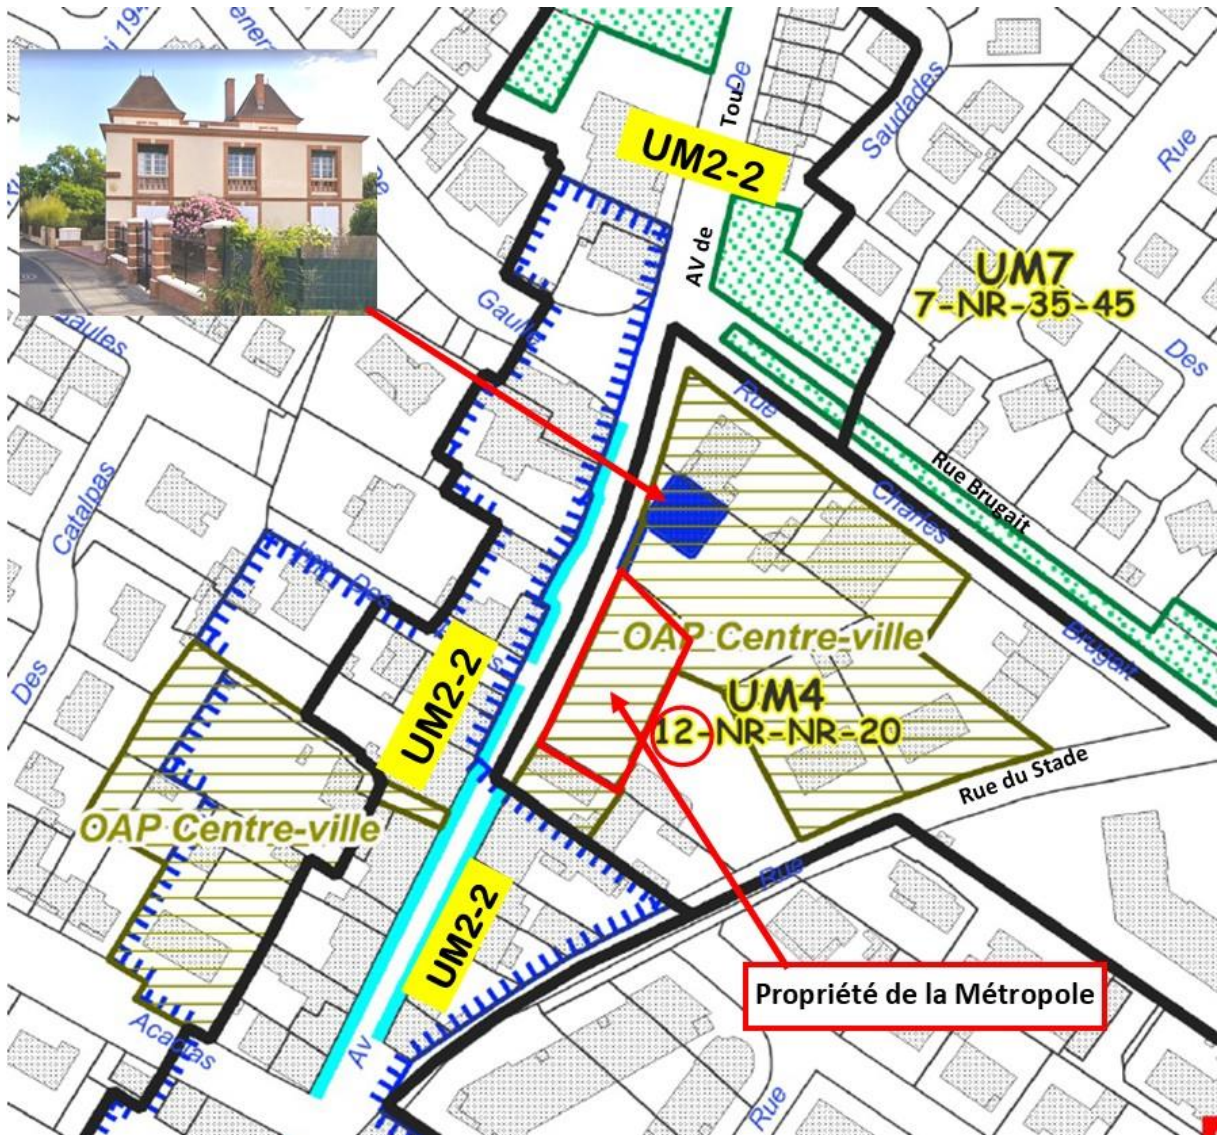 De
Tou
Saudades
Rue
UM2-2
AV de
UM7
7-NR-35-45
Des
Gaules
Rue
Catalpas
Rue Brugait
Charles
Imp Des
OAP Centre-ville
Brugait
UM2-2
UM4
12-NR-NR-20
Des
Rue du Stade
OAP Centre-ville
Rue
UM2-2
Propriété de la Métropole
Acacias
Av
Rue